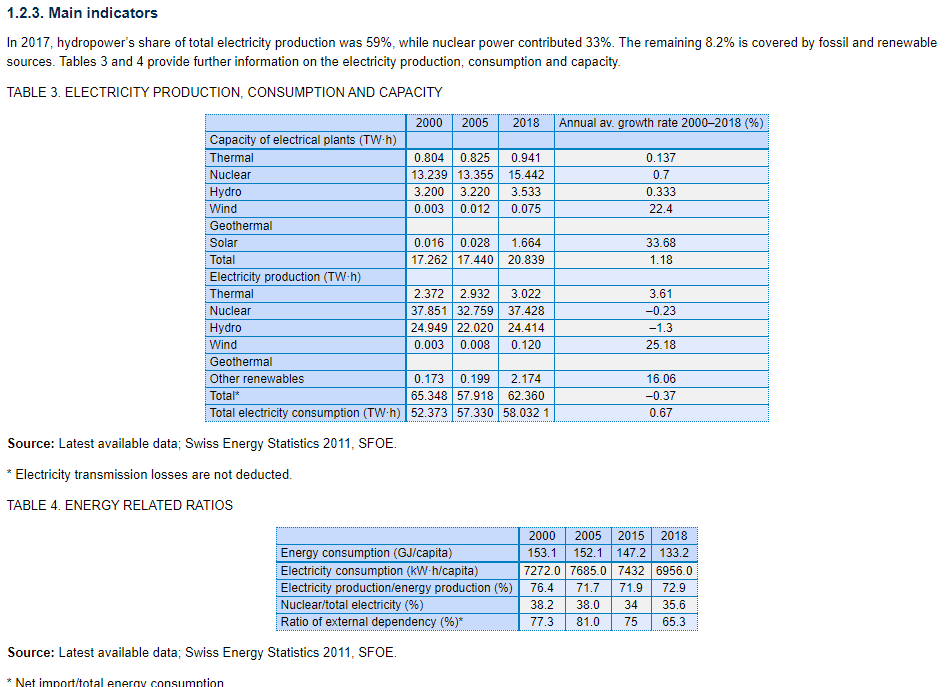 1.2.3. Main indicators
In 2017, hydropower's share of total electricity production was 59%, while nuclear power contributed 33%. The remaining 8.2% is covered by fossil and renewable
sources. Tables 3 and 4 provide further information on the electricity production, consumption and capacity.
TABLE 3. ELECTRICITY PRODUCTION, CONSUMPTION AND CAPACITY
2000 2005 2018 Annual av. growth rate 2000–2018 (%)
Capacity of electrical plants (TW·h)
Thermal 0.804 0.825 0.941 0.137
Nuclear 13.239 13.355 15.442 0.7
Hydro 3.200 3.220 3.533 0.333
Wind 0.003 0.012 0.075 22.4
Geothermal
Solar 0.016 0.028 1.664 33.68
Total 17.262 17.440 20.839 1.18
Electricity production (TW·h)
Thermal 2.372 2.932 3.022 3.61
Nuclear 37.851 32.759 37.428 –0.23
Hydro 24.949 22.020 24.414 –1.3
Wind 0.003 0.008 0.120 25.18
Geothermal
Other renewables 0.173 0.199 2.174 16.06
Total* 65.348 57.918 62.360 –0.37
Total electricity consumption (TW·h) 52.373 57.330 58.032 1 0.67
Source: Latest available data; Swiss Energy Statistics 2011, SFOE.
* Electricity transmission losses are not deducted.
TABLE 4. ENERGY RELATED RATIOS
2000 2005 2015 2018
Energy consumption (GJ/capita) 153.1 152.1 147.2 133.2
Electricity consumption (kW·h/capita) 7272.0 7685.0 7432 6956.0
Electricity production/energy production (%) 76.4 71.7 71.9 72.9
Nuclear/total electricity (%) 38.2 38.0 34 35.6
Ratio of external dependency (%)* 77.3 81.0 75 65.3
Source: Latest available data; Swiss Energy Statistics 2011, SFOE.
* Net import/total energy consumption